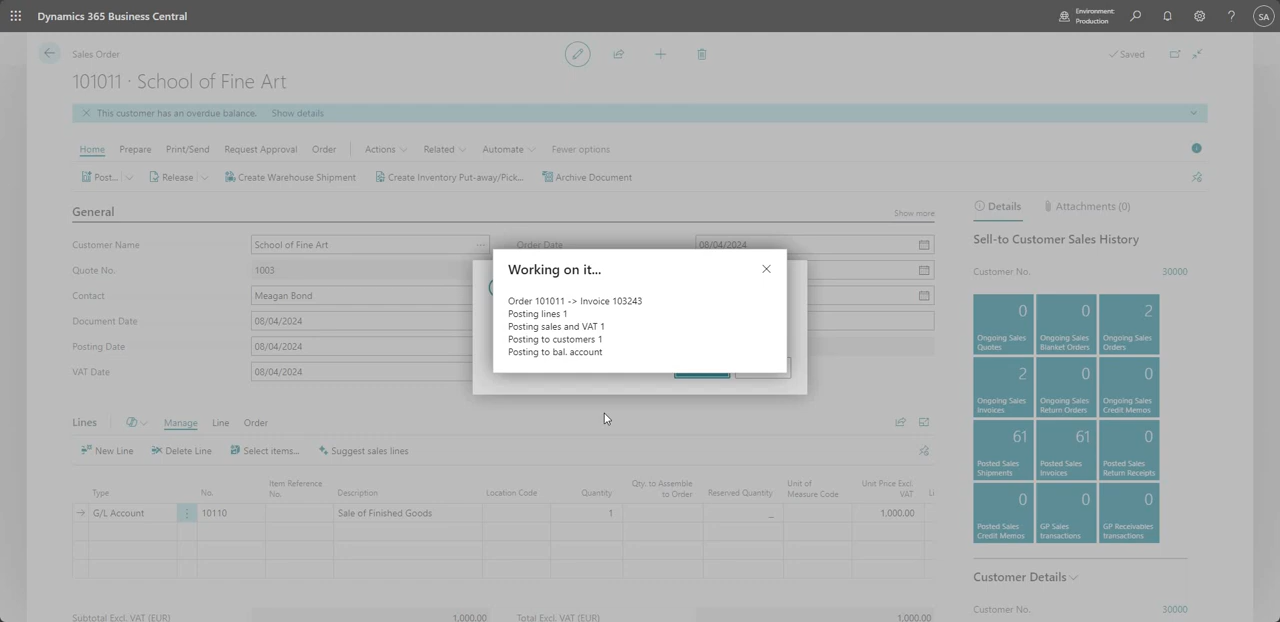 Dynamics 365 Business Central
Environment:
Production
SA
Sales Order
101011 · School of Fine Art
Saved
This customer has an overdue balance. Show details
Home Prepare Print/Send Request Approval Order Actions Related Automate Fewer options
Post... Release Create Warehouse Shipment Create Inventory Put-away/Pick... Archive Document
General
Show more
Customer Name School of Fine Art
Order Date 08/04/2024
Quote No. 1003
Contact Meagan Bond
Document Date 08/04/2024
Posting Date 08/04/2024
VAT Date 08/04/2024
Working on it...
Order 101011 -> Invoice 103243
Posting lines 1
Posting sales and VAT 1
Posting to customers 1
Posting to bal. account
Lines Manage Line Order
New Line Delete Line Select items... Suggest sales lines
Type No. Item Reference No. Description Location Code Quantity Qty. to Assemble to Order Reserved Quantity Unit of Measure Code Unit Price Excl. VAT Li
G/L Account 10110 Sale of Finished Goods 1 _ 1,000.00
Subtotal Excl. VAT (EUR) 1,000.00 Total Excl. VAT (EUR) 1,000.00
Details Attachments (0)
Sell-to Customer Sales History
Customer No. 30000
0 Ongoing Sales Quotes
0 Ongoing Sales Blanket Orders
2 Ongoing Sales Orders
2 Ongoing Sales Invoices
0 Ongoing Sales Return Orders
0 Ongoing Sales Credit Memos
61 Posted Sales Shipments
61 Posted Sales Invoices
0 Posted Sales Return Receipts
0 Posted Sales Credit Memos
0 GP Sales transactions
0 GP Receivables transactions
Customer Details
Customer No. 30000